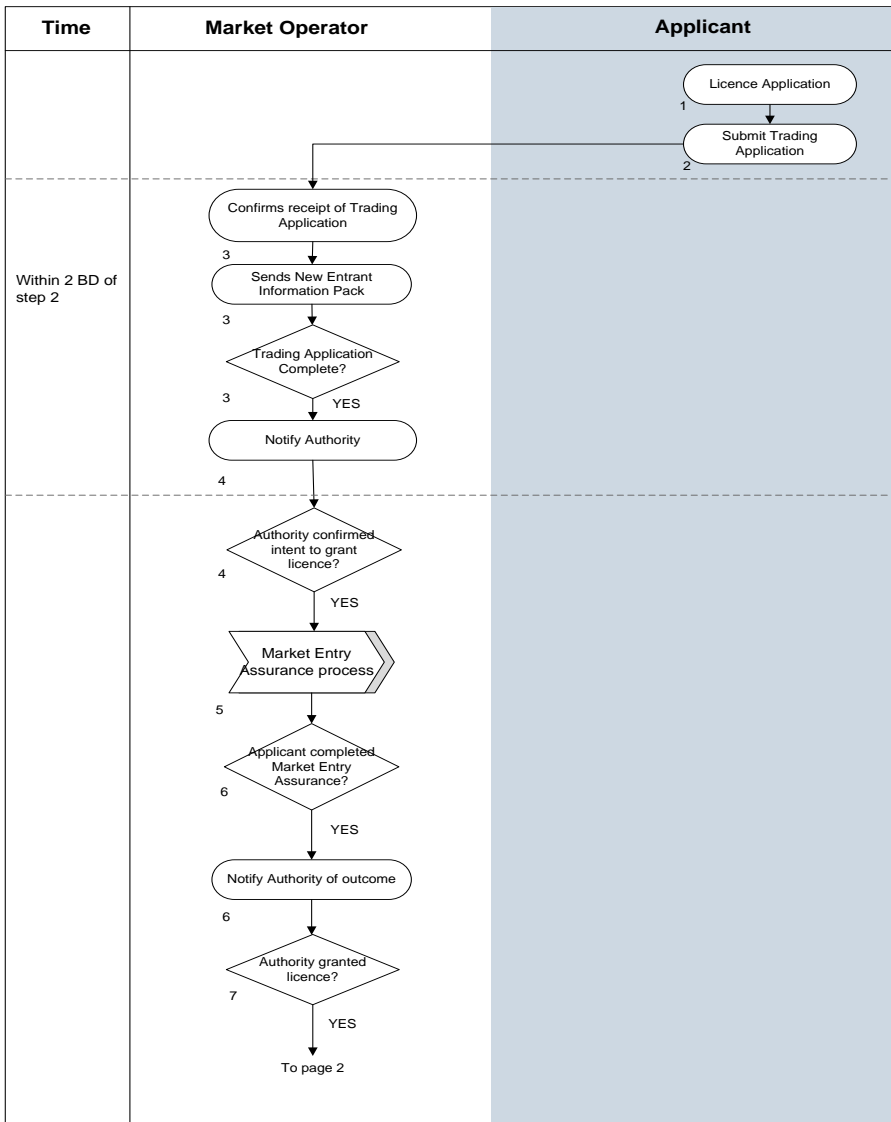 Time
Market Operator
Applicant
Licence Application
1
Submit Trading
Application
2
Confirms receipt of Trading
Application
3
Within 2 BD of
step 2
Sends New Entrant
Information Pack
3
Trading Application
Complete?
3
YES
Notify Authority
4
Authority confirmed
intent to grant
licence?
4
YES
Market Entry
Assurance process
5
Applicant completed
Market Entry
Assurance?
6
YES
Notify Authority of outcome
6
Authority granted
licence?
7
YES
To page 2